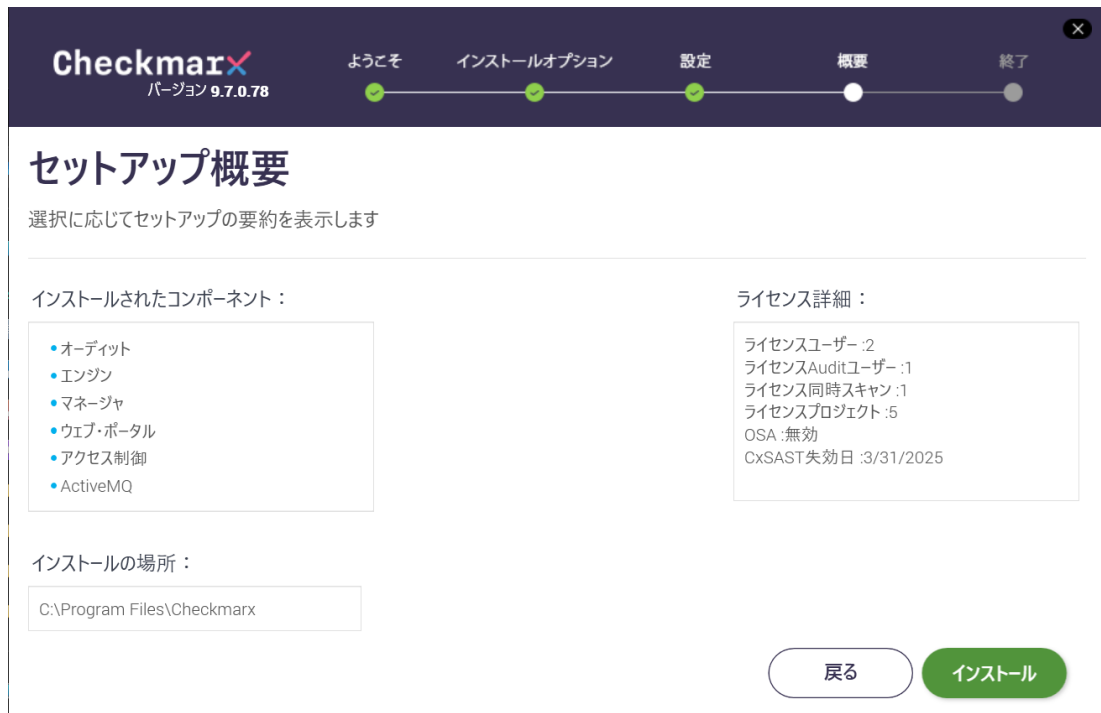 Checkmarx
バージョン 9.7.0.78
ようこそ
インストールオプション
設定
概要
終了
セットアップ概要
選択に応じてセットアップの要約を表示します
インストールされたコンポーネント：
• オーディット
• エンジン
• マネージャ
• ウェブ・ポータル
• アクセス制御
• ActiveMQ
ライセンス詳細：
ライセンスユーザー :2
ライセンスAuditユーザー :1
ライセンス同時スキャン :1
ライセンスプロジェクト :5
OSA :無効
CxSAST失効日 :3/31/2025
インストールの場所：
C:\Program Files\Checkmarx
戻る
インストール